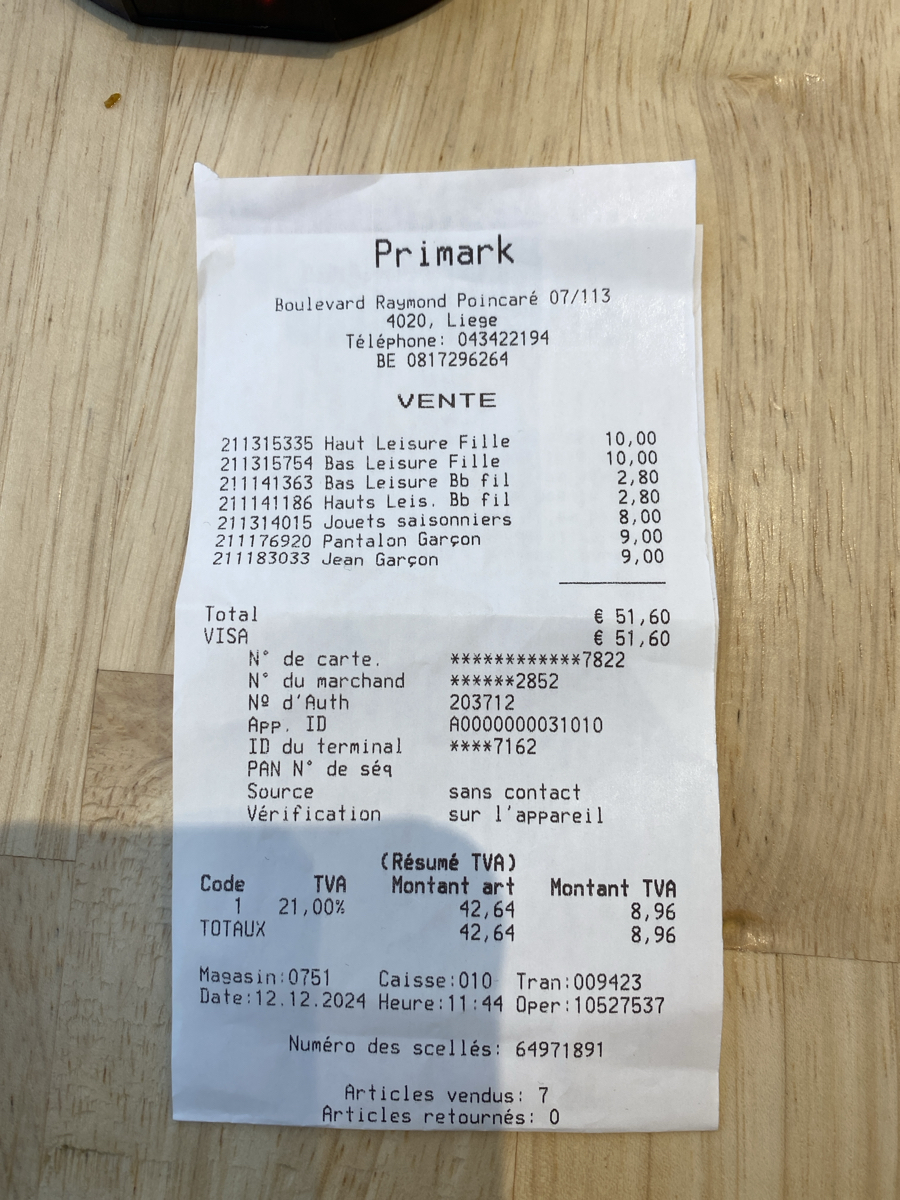 Primark
Boulevard Raymond Poincaré 07/113
4020, Liege
Téléphone: 043422194
BE 0817296264
VENTE
211315335 Haut Leisure Fille 10,00
211315754 Bas Leisure Fille 10,00
211141363 Bas Leisure Bb fil 2,80
211141186 Hauts Leis. Bb fil 2,80
211314015 Jouets saisonniers 8,00
211176920 Pantalon Garçon 9,00
211183033 Jean Garçon 9,00
Total € 51,60
VISA € 51,60
N° de carte. ************7822
N° du marchand ******2852
Nº d'Auth 203712
App. ID A0000000031010
ID du terminal ****7162
PAN N° de séq
Source sans contact
Vérification sur l'appareil
(Résumé TVA)
Code TVA Montant art Montant TVA
1 21,00% 42,64 8,96
TOTAUX 42,64 8,96
Magasin:0751 Caisse:010 Tran:009423
Date:12.12.2024 Heure:11:44 Oper:10527537
Numéro des scellés: 64971891
Articles vendus: 7
Articles retournés: 0